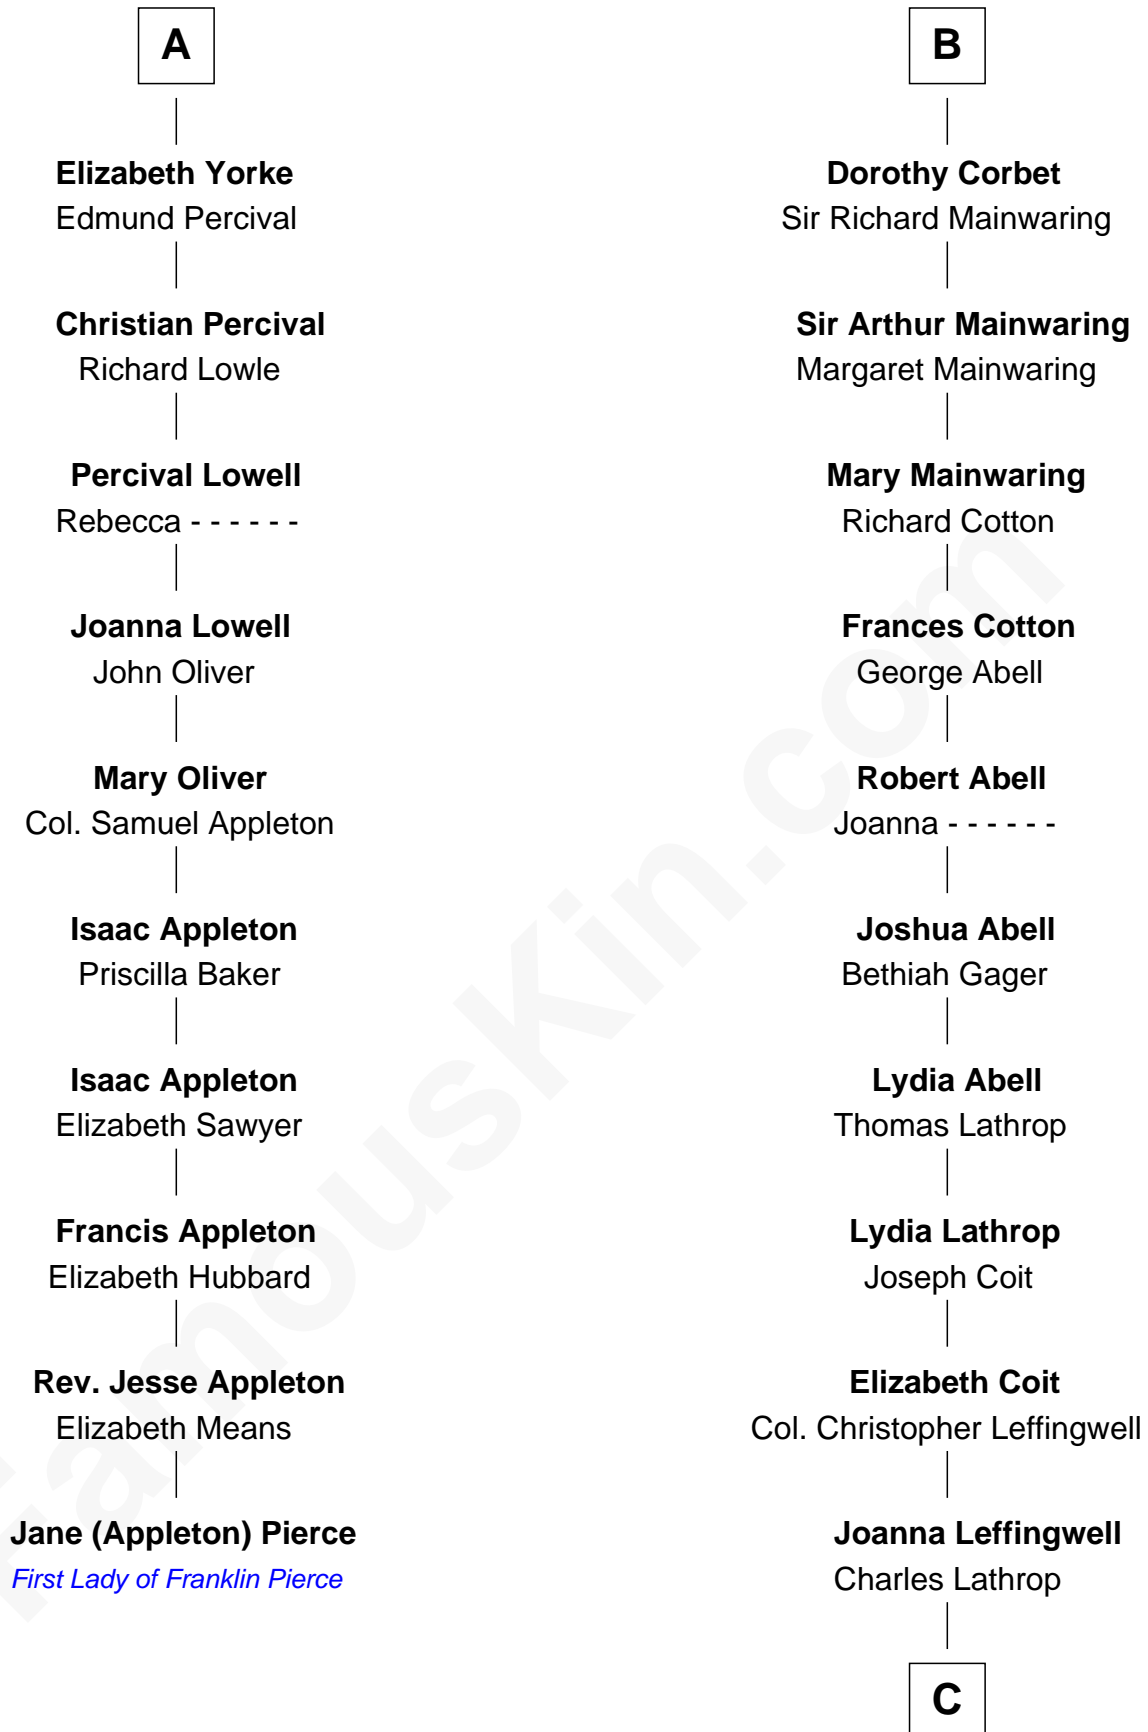 A
Elizabeth Yorke
Edmund Percival
Christian Percival
Richard Lowle
Percival Lowell
Rebecca - - - - - -
Joanna Lowell
John Oliver
Mary Oliver
Col. Samuel Appleton
Isaac Appleton
Priscilla Baker
Isaac Appleton
Elizabeth Sawyer
Francis Appleton
Elizabeth Hubbard
Rev. Jesse Appleton
Elizabeth Means
Jane (Appleton) Pierce
First Lady of Franklin Pierce
B
Dorothy Corbet
Sir Richard Mainwaring
Sir Arthur Mainwaring
Margaret Mainwaring
Mary Mainwaring
Richard Cotton
Frances Cotton
George Abell
Robert Abell
Joanna - - - - - -
Joshua Abell
Bethiah Gager
Lydia Abell
Thomas Lathrop
Lydia Lathrop
Joseph Coit
Elizabeth Coit
Col. Christopher Leffingwell
Joanna Leffingwell
Charles Lathrop
C
FamousKin.com